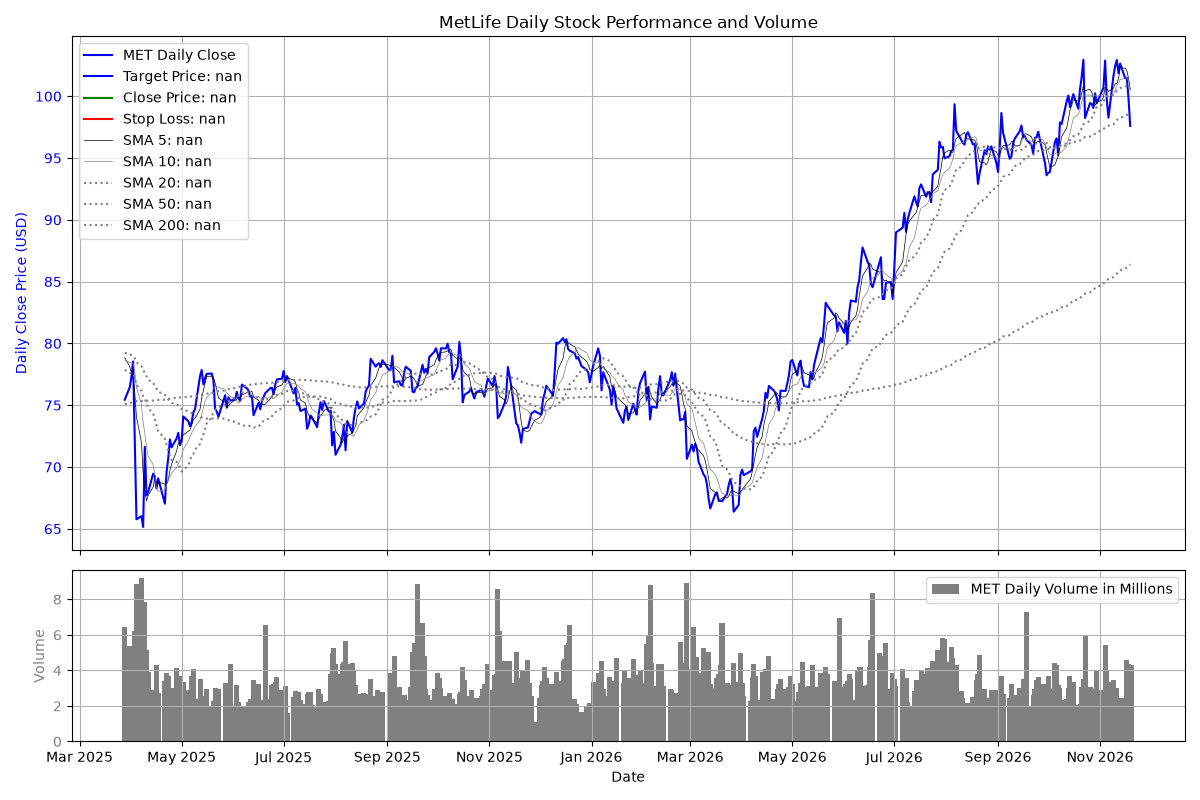 MetLife Daily Stock Performance and Volume
MET Daily Close
Target Price: nan
Close Price: nan
Stop Loss: nan
SMA 5: nan
SMA 10: nan
SMA 20: nan
SMA 50: nan
SMA 200: nan
Daily Close Price (USD)
100
95
90
85
80
75
70
65
MET Daily Volume in Millions
Volume
8
6
4
2
0
Mar 2025 May 2025 Jul 2025 Sep 2025 Nov 2025 Jan 2026 Mar 2026 May 2026 Jul 2026 Sep 2026 Nov 2026
Date